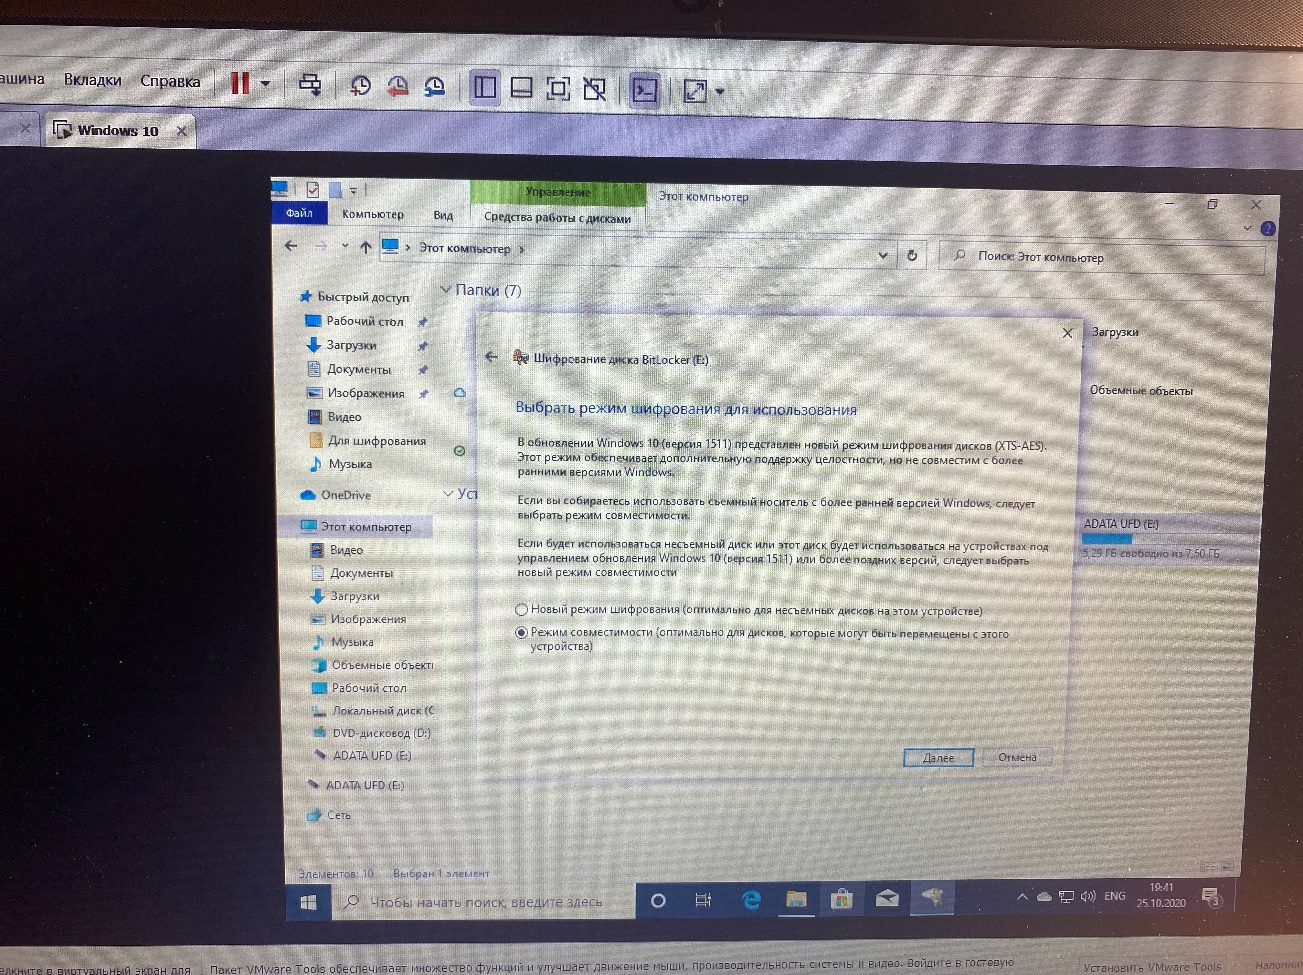 Вкладки Справка
Windows 10
Управление Этот компьютер
Файл Компьютер Вид Средства работы с дисками
Этот компьютер Поиск: Этот компьютер
Быстрый доступ
Рабочий стол
Загрузки
Документы
Изображения
Видео
Для шифрования
Музыка
OneDrive
Этот компьютер
Видео
Документы
Загрузки
Изображения
Музыка
Объемные объекты
Рабочий стол
Локальный диск (C
DVD-дисковод (D:)
ADATA UFD (E:)
ADATA UFD (E:)
Сеть
Папки (7)
Уст
Загрузки
Объемные объекты
ADATA UFD (E:)
5,29 ГБ свободно из 7,50 ГБ
Шифрование диска BitLocker (E:)
Выбрать режим шифрования для использования
В обновлении Windows 10 (версия 1511) представлен новый режим шифрования дисков (XTS-AES).
Этот режим обеспечивает дополнительную поддержку целостности, но не совместим с более
ранними версиями Windows.
Если вы собираетесь использовать съемный носитель с более ранней версией Windows, следует
выбрать режим совместимости.
Если будет использоваться несъемный диск или этот диск будет использоваться на устройствах под
управлением обновления Windows 10 (версия 1511) или более поздних версий, следует выбрать
новый режим совместимости
Новый режим шифрования (оптимально для несъемных дисков на этом устройстве)
Режим совместимости (оптимально для дисков, которые могут быть перемещены с этого
устройства)
Далее Отмена
Элементов: 10 Выбран 1 элемент
Чтобы начать поиск, введите здесь
ENG
19:41
25.10.2020
3
в виртуальный экран для Пакет VMware Tools обеспечивает множество функций и улучшает движение мыши, производительность системы и видео. Войдите в гостевую Установить VMware Tools